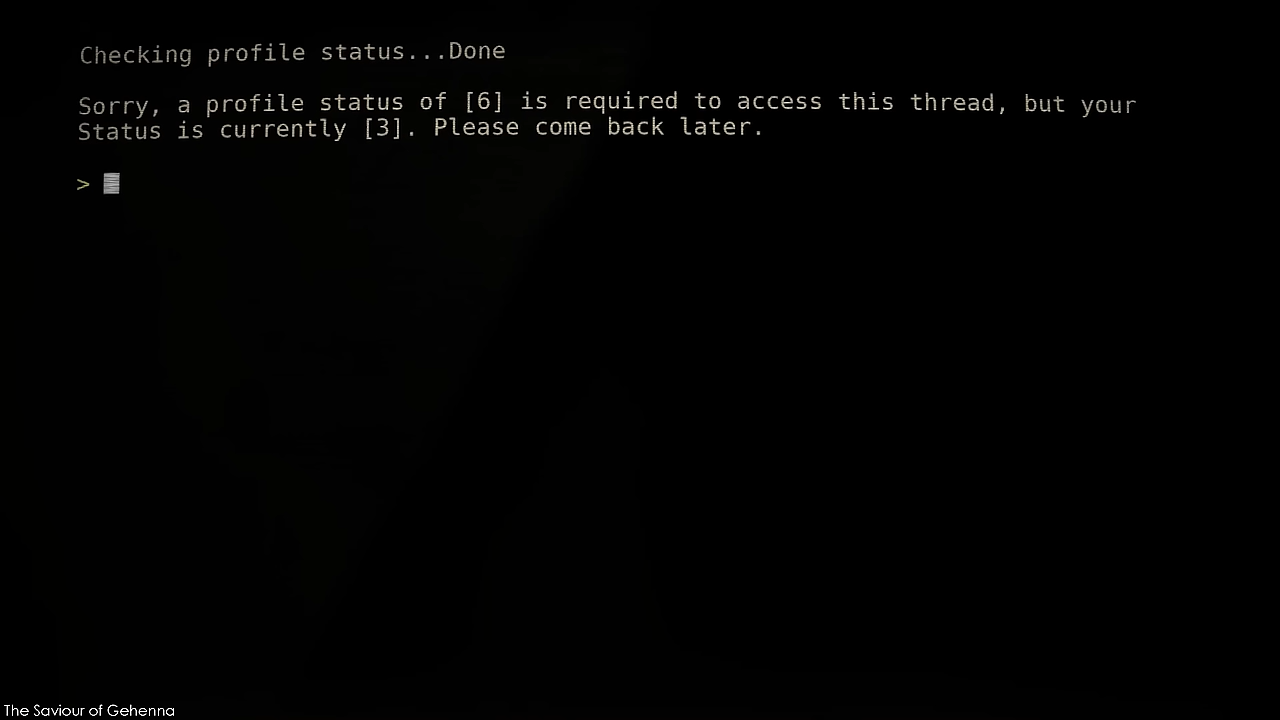 Checking profile status...Done
Sorry, a profile status of [6] is required to access this thread, but your
Status is currently [3]. Please come back later.
>
The Saviour of Gehenna